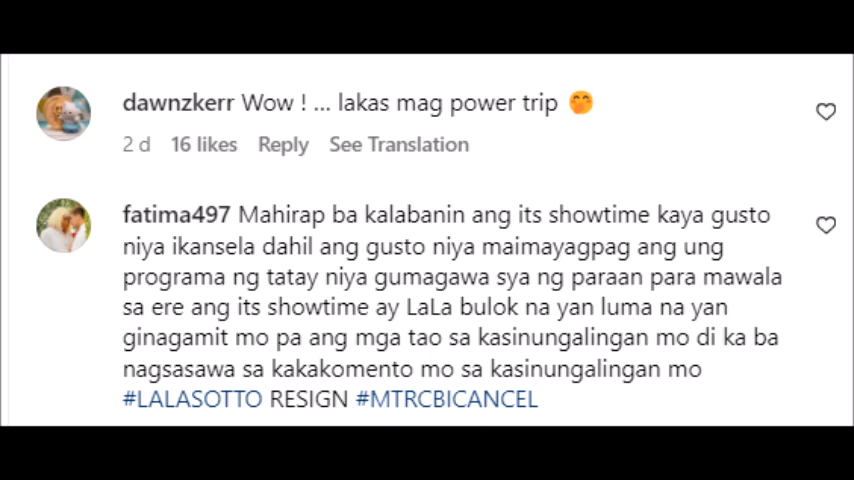 dawnzkerr Wow ! ... lakas mag power trip 🤭
2 d 16 likes Reply See Translation
fatima497 Mahirap ba kalabanin ang its showtime kaya gusto
niya ikansela dahil ang gusto niya maimayagpag ang ung
programa ng tatay niya gumagawa sya ng paraan para mawala
sa ere ang its showtime ay LaLa bulok na yan luma na yan
ginagamit mo pa ang mga tao sa kasinungalingan mo di ka ba
nagsasawa sa kakakomento mo sa kasinungalingan mo
#LALASOTTO RESIGN #MTRCBICANCEL